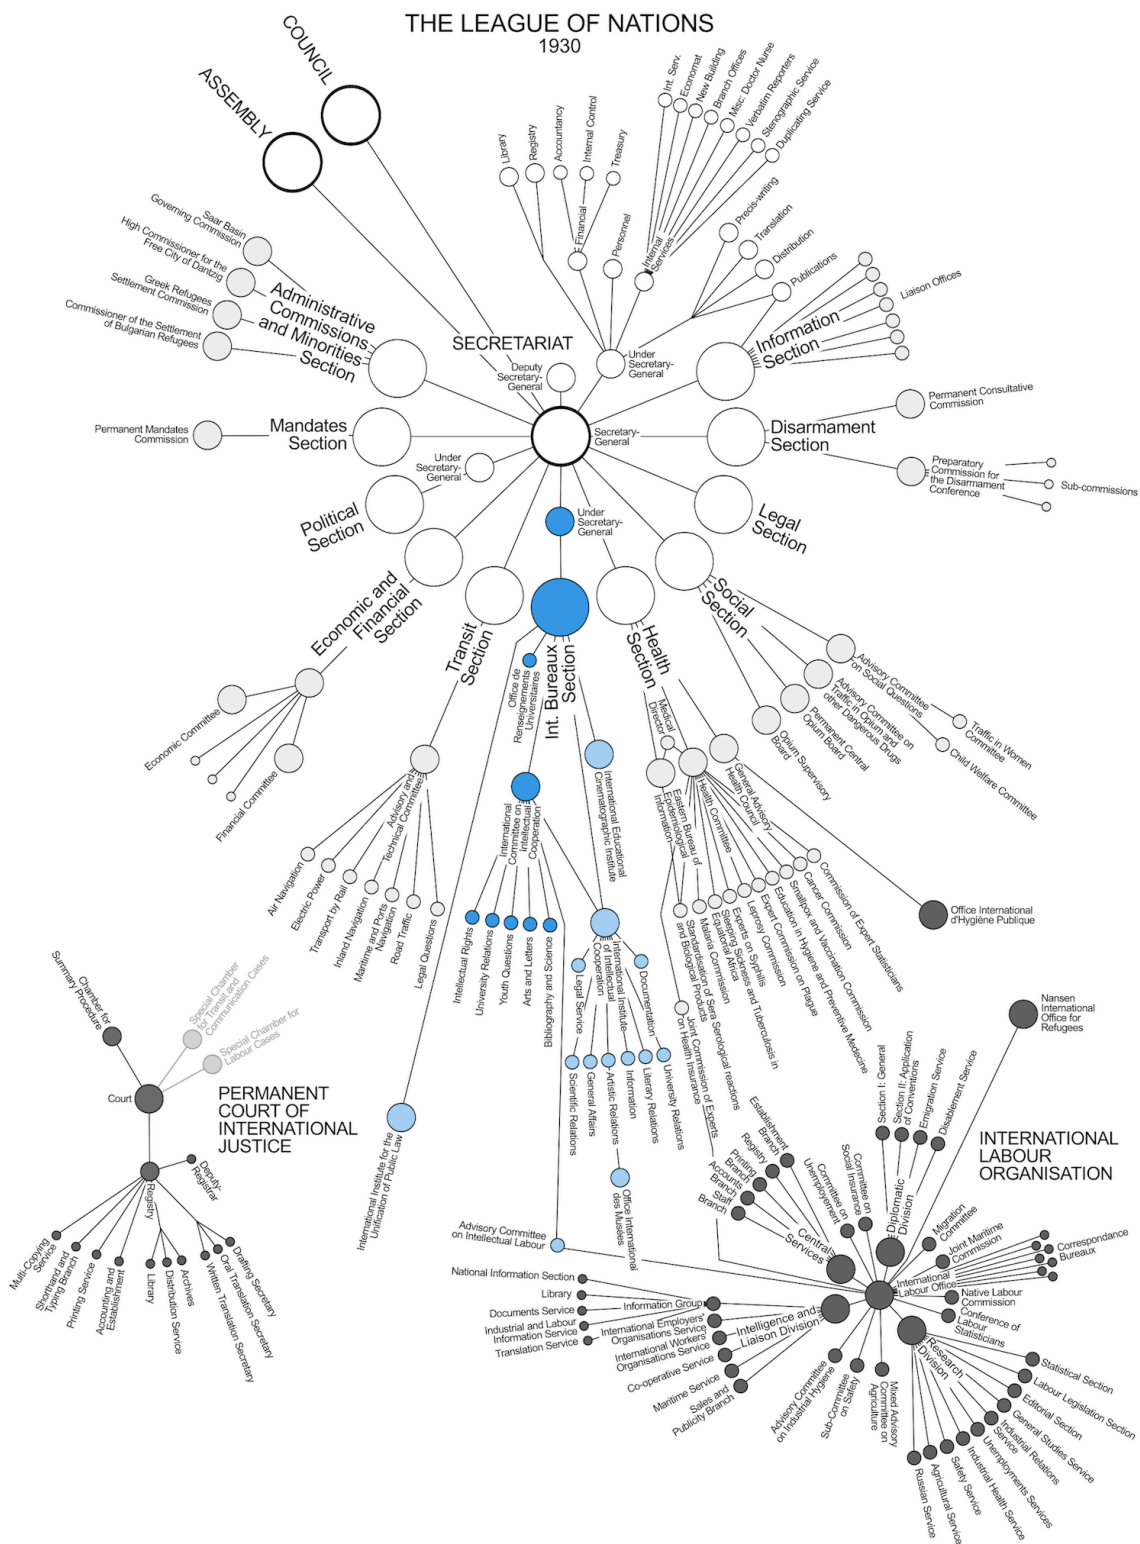 THE LEAGUE OF NATIONS
1930
COUNCIL
ASSEMBLY
Library
Registry
Accountancy
Internal Control
Treasury
Financial
Personnel
Int. Serv.
Economat
New Building
Branch Offices
Misc: Doctor Nurse
Verbatim Reporters
Stenographic Service
Duplicating Service
Internal
Services
Precis-writing
Translation
Distribution
Publications
Liaison Offices
Information
Section
Saar Basin
Governing Commission
High Commissioner for the
Free City of Dantzig
Greek Refugees
Settlement Commission
Commissioner of the Settlement
of Bulgarian Refugees
Administrative
Commissions
and Minorities
Section
SECRETARIAT
Deputy
Secretary-
General
Under
Secretary-
General
Secretary-
General
Permanent Mandates
Commission
Mandates
Section
Under
Secretary-
General
Political
Section
Disarmament
Section
Permanent Consultative
Commission
Preparatory
Commission for
the Disarmament
Conference
Sub-commissions
Legal
Section
Under
Secretary-
General
Economic and
Financial
Section
Economic Committee
Financial Committee
Transit
Section
Advisory and
Technical Committee
Air Navigation
Electric Power
Transport by Rail
Inland Navigation
Maritime and Ports
Navigation
Road Traffic
Legal Questions
Int. Bureaux
Section
Office de
Renseignements
Universitaires
International
Committee on
Intellectual
Cooperation
Intellectual Rights
University Relations
Youth Questions
Arts and Letters
Bibliography and Science
International Educational
Cinematographic Institute
International Institute
of Intellectual
Cooperation
Legal Service
Documentation
Scientific Relations
General Affairs
Artistic Relations
Information
Literary Relations
University Relations
Office International
des Musées
International Institute for the
Unification of Public Law
Advisory Committee
on Intellectual Labour
Health
Section
Medical
Director
Eastern Bureau of
Epidemiological
Information
Health Committee
General Advisory
Health Council
Office International
d'Hygiène Publique
Joint Commission of Experts
on Health Insurance
Standardisation of Sera Serological reactions
and Biological Products
Malaria Commission
Sleeping Sickness and Tuberculosis in
Equatorial Africa
Experts on Syphilis
Leprosy Commission
Expert Commission on Plague
Education in Hygiene and Preventive Medecine
Smallpox and Vaccination Commission
Cancer Commission
Commission of Expert Statisticians
Social
Section
Advisory Committee
on Social Questions
Traffic in Women
Committee
Child Welfare Committee
Advisory Committee on
Traffic in Opium and
other Dangerous Drugs
Permanent Central
Opium Board
Opium Supervisory
Board
PERMANENT
COURT OF
INTERNATIONAL
JUSTICE
Chamber for
Summary Procedure
Special Chamber
for Transit and
Communication Cases
Special Chamber for
Labour Cases
Court
Registry
Deputy-
Registrar
Multi-Copying
Service
Shorthand and
Typing Branch
Printing Service
Accounting and
Establishment
Library
Distribution Service
Archives
Written Translation Secretary
Oral Translation Secretary
Drafting Secretary
INTERNATIONAL
LABOUR
ORGANISATION
Nansen
International
Office for
Refugees
Section I: General
Section II: Application
of Conventions
Emigration Service
Disablement Service
Diplomatic
Division
Establishment
Branch
Registry
Printing
Branch
Accounts
Branch
Staff
Branch
Central
Services
Committee on
Unemployment
Committee on
Social Insurance
Migration
Committee
Joint Maritime
Commission
Correspondance
Bureaux
International
Labour Office
Native Labour
Commission
Conference of
Labour
Statisticians
National Information Section
Library
Documents Service
Industrial and Labour
Information Service
Translation Service
Information Group
International Employers'
Organisations Service
International Workers'
Organisations Service
Co-operative Service
Maritime Service
Sales and
Publicity Branch
Intelligence and
Liaison Division
Advisory Committee
on Industrial Hygiene
Sub-Committee
on Safety
Mixed Advisory
Committee on
Agriculture
Research
Division
Statistical Section
Labour Legislation Section
Editorial Section
General Studies Service
Industrial Relations
Service
Unemployments Services
Industrial Health Service
Safety Service
Agricultural Service
Russian Service